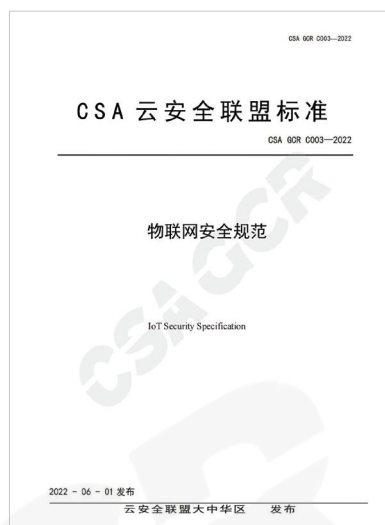 CSA GCR C003—2022
CSA 云安全联盟标准
CSA GCR C003—2022
物联网安全规范
IoT Security Specification
CSA GCR
2022 - 06 - 01 发布
云安全联盟大中华区 发布